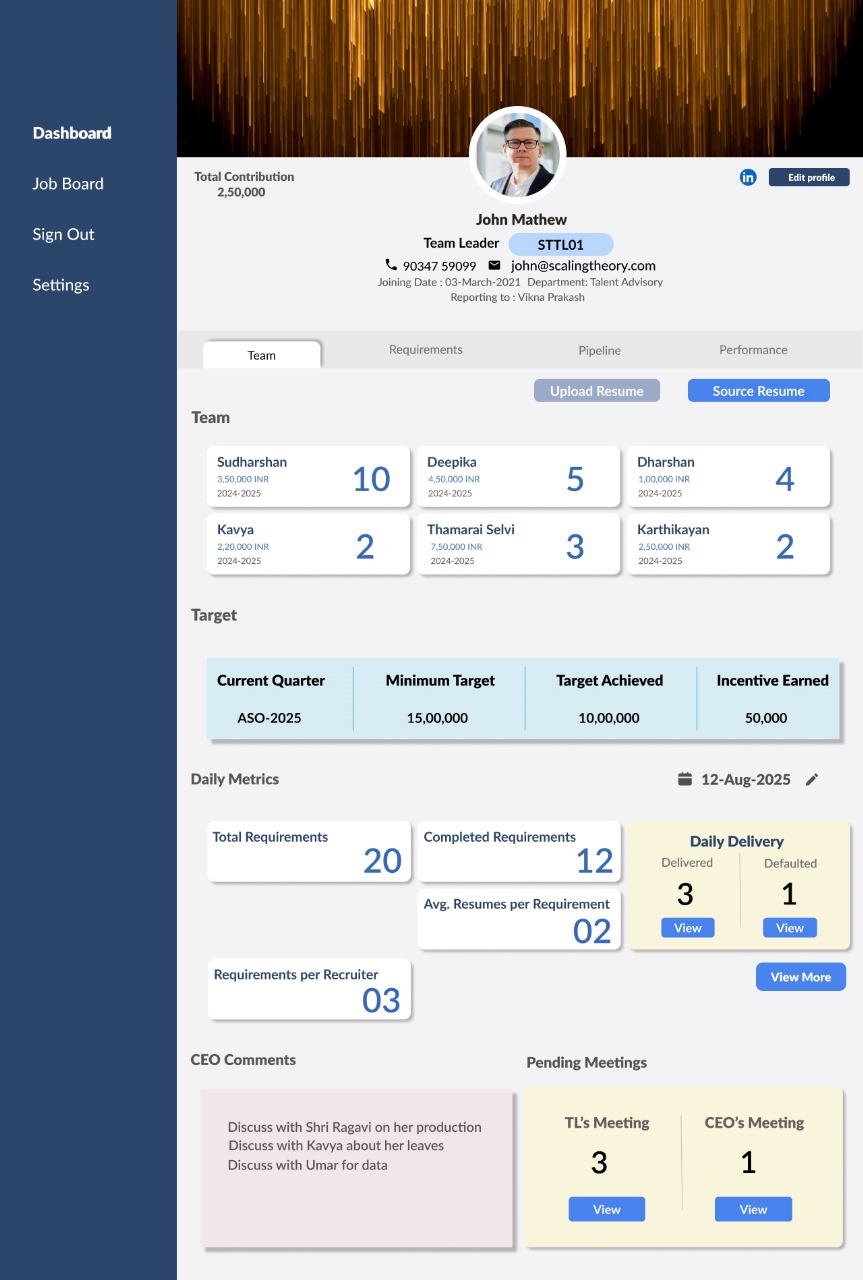 Dashboard
Job Board
Sign Out
Settings
Total Contribution
2,50,000
in
Edit profile
John Mathew
Team Leader STTL01
90347 59099 john@scalingtheory.com
Joining Date : 03-March-2021 Department: Talent Advisory
Reporting to : Vikna Prakash
Team Requirements Pipeline Performance
Upload Resume Source Resume
Team
Sudharshan
3,50,000 INR
2024-2025
10
Deepika
4,50,000 INR
2024-2025
5
Dharshan
1,00,000 INR
2024-2025
4
Kavya
2,20,000 INR
2024-2025
2
Thamarai Selvi
7,50,000 INR
2024-2025
3
Karthikayan
2,50,000 INR
2024-2025
2
Target
Current Quarter Minimum Target Target Achieved Incentive Earned
ASO-2025 15,00,000 10,00,000 50,000
Daily Metrics 12-Aug-2025
Total Requirements
20
Completed Requirements
12
Avg. Resumes per Requirement
02
Daily Delivery
Delivered Defaulted
3 1
View View
Requirements per Recruiter
03
View More
CEO Comments
Discuss with Shri Ragavi on her production
Discuss with Kavya about her leaves
Discuss with Umar for data
Pending Meetings
TL's Meeting CEO's Meeting
3 1
View View